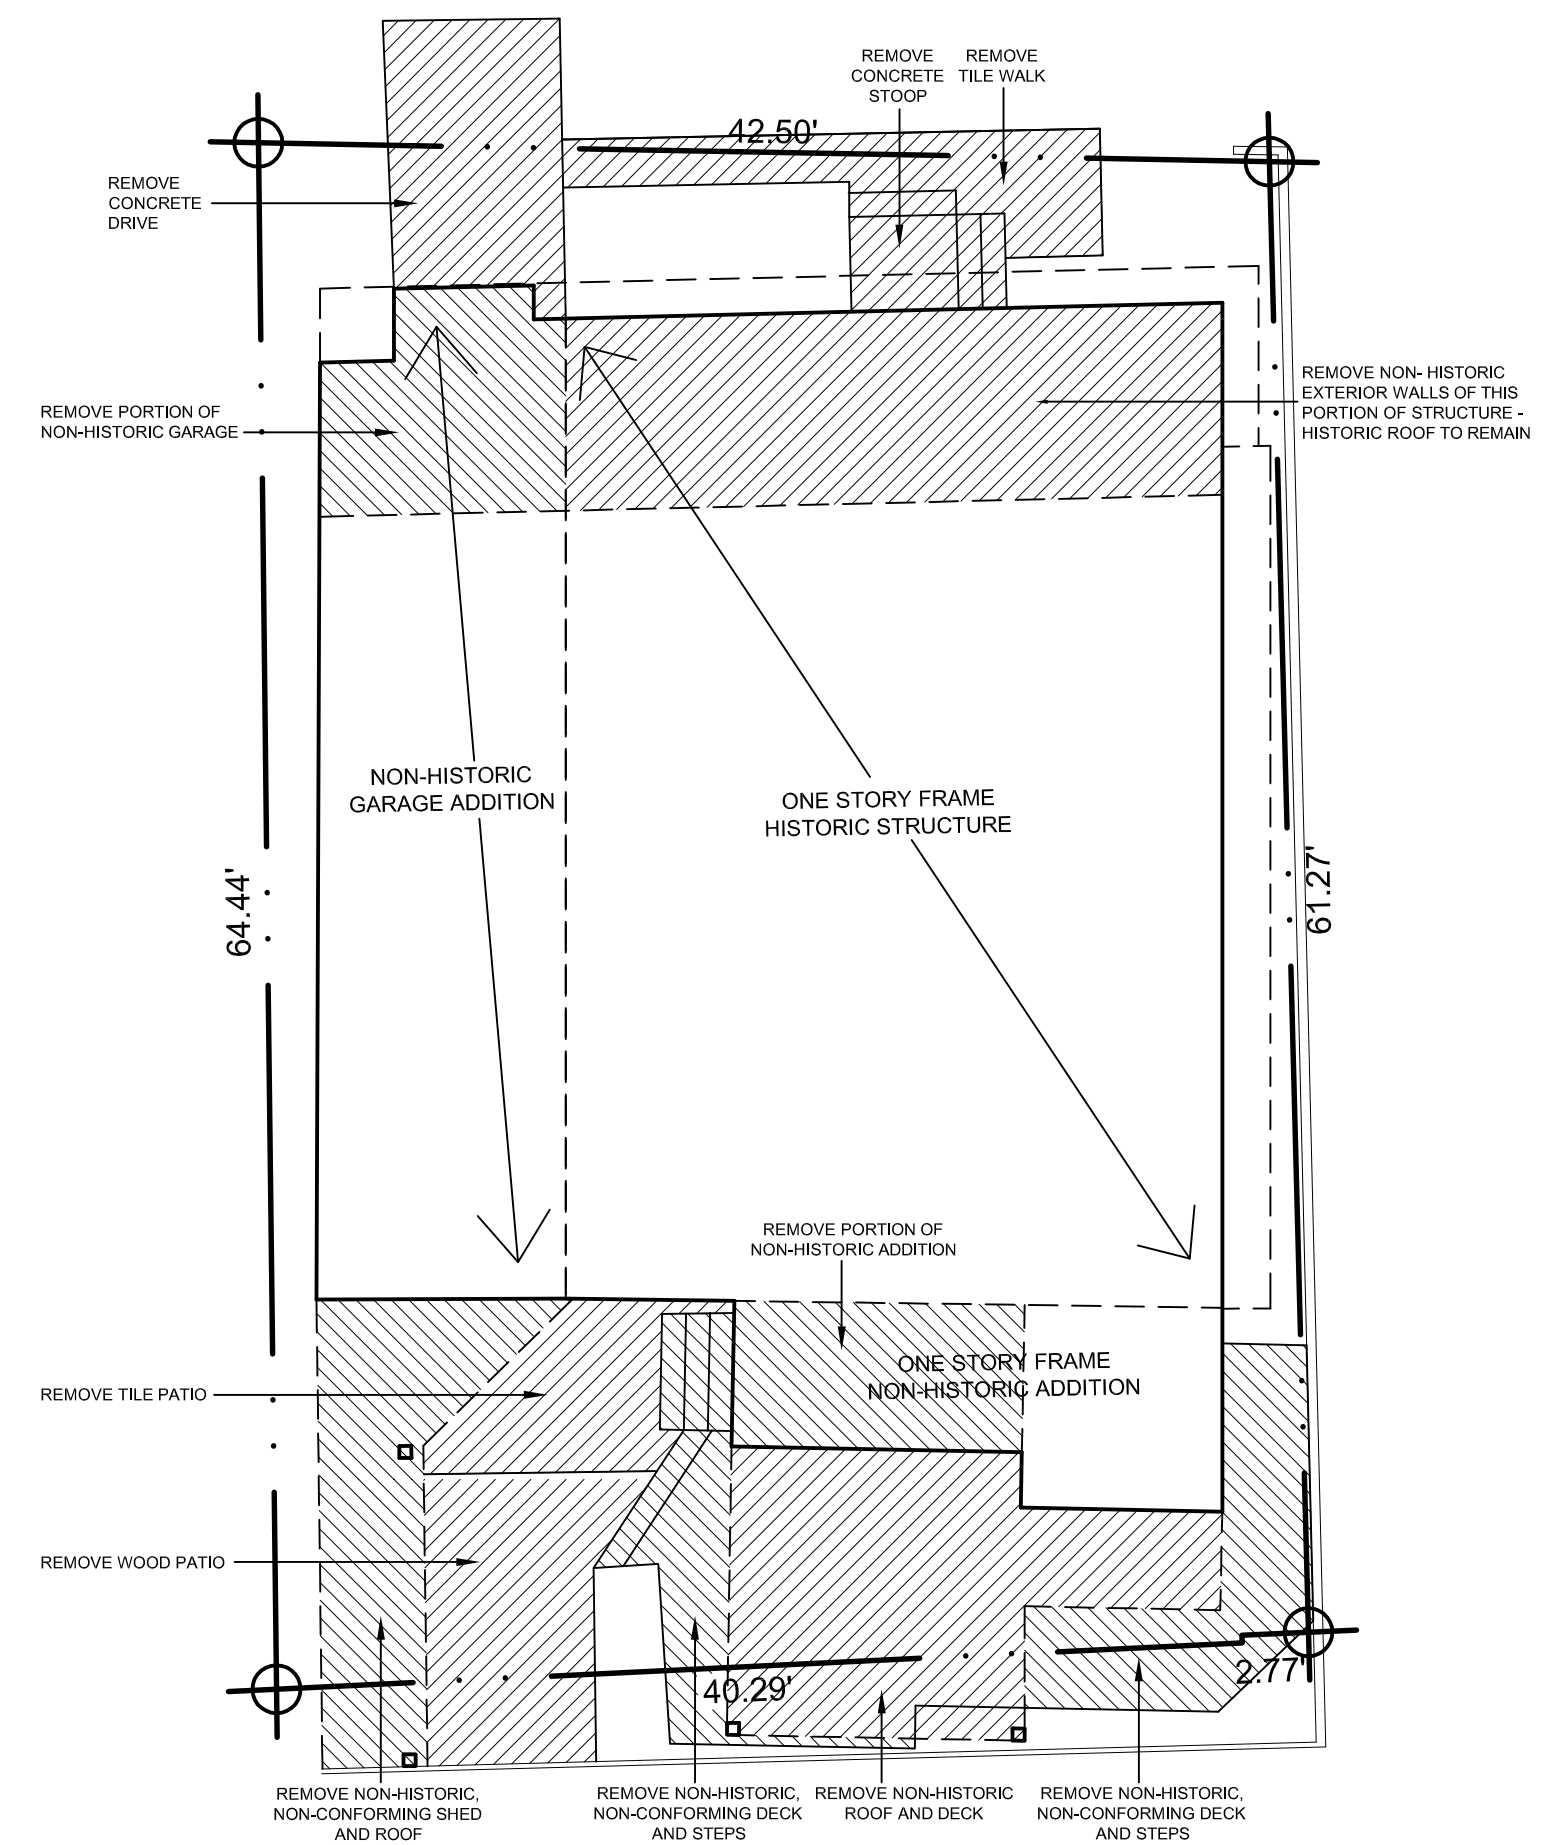 REMOVE
CONCRETE
STOOP
REMOVE
TILE WALK
42.50'
REMOVE
CONCRETE
DRIVE
REMOVE NON- HISTORIC
EXTERIOR WALLS OF THIS
PORTION OF STRUCTURE -
HISTORIC ROOF TO REMAIN
REMOVE PORTION OF
NON-HISTORIC GARAGE
NON-HISTORIC
GARAGE ADDITION
ONE STORY FRAME
HISTORIC STRUCTURE
64.44'
61.27'
REMOVE PORTION OF
NON-HISTORIC ADDITION
ONE STORY FRAME
NON-HISTORIC ADDITION
REMOVE TILE PATIO
REMOVE WOOD PATIO
40.29'
2.77'
REMOVE NON-HISTORIC,
NON-CONFORMING SHED
AND ROOF
REMOVE NON-HISTORIC,
NON-CONFORMING DECK
AND STEPS
REMOVE NON-HISTORIC
ROOF AND DECK
REMOVE NON-HISTORIC,
NON-CONFORMING DECK
AND STEPS